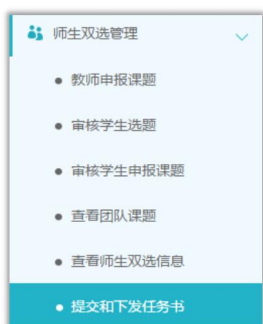 师生双选管理
教师申报课题
审核学生选题
审核学生申报课题
查看团队课题
查看师生双选信息
提交和下发任务书